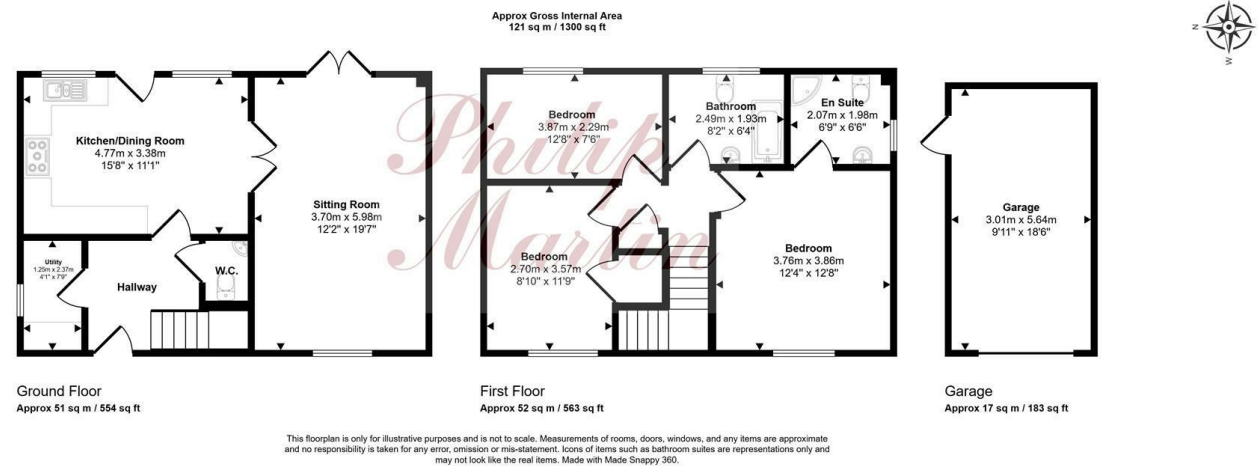 Approx Gross Internal Area
121 sq m / 1300 sq ft
N
W
Kitchen/Dining Room
4.77m x 3.38m
15'8" x 11'1"
Sitting Room
3.70m x 5.98m
12'2" x 19'7"
Utility
1.25m x 2.37m
4'1" x 7'9"
Hallway
W.C.
Bedroom
3.87m x 2.29m
12'8" x 7'6"
Bathroom
2.49m x 1.93m
8'2" x 6'4"
En Suite
2.07m x 1.98m
6'9" x 6'6"
Bedroom
2.70m x 3.57m
8'10" x 11'9"
Bedroom
3.76m x 3.86m
12'4" x 12'8"
Garage
3.01m x 5.64m
9'11" x 18'6"
Philip
Martin
Ground Floor
Approx 51 sq m / 554 sq ft
First Floor
Approx 52 sq m / 563 sq ft
Garage
Approx 17 sq m / 183 sq ft
This floorplan is only for illustrative purposes and is not to scale. Measurements of rooms, doors, windows, and any items are approximate
and no responsibility is taken for any error, omission or mis-statement. Icons of items such as bathroom suites are representations only and
may not look like the real items. Made with Made Snappy 360.